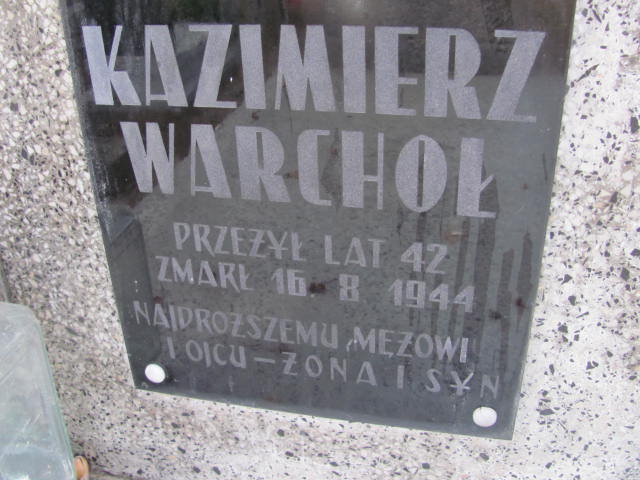 KAZIMIERZ
WARCHOŁ
PRZEŻYŁ LAT 42
ZMARŁ 16 8 1944
NAJDROŻSZEMU MĘŻOWI
I OJCU – ŻONA I SYN